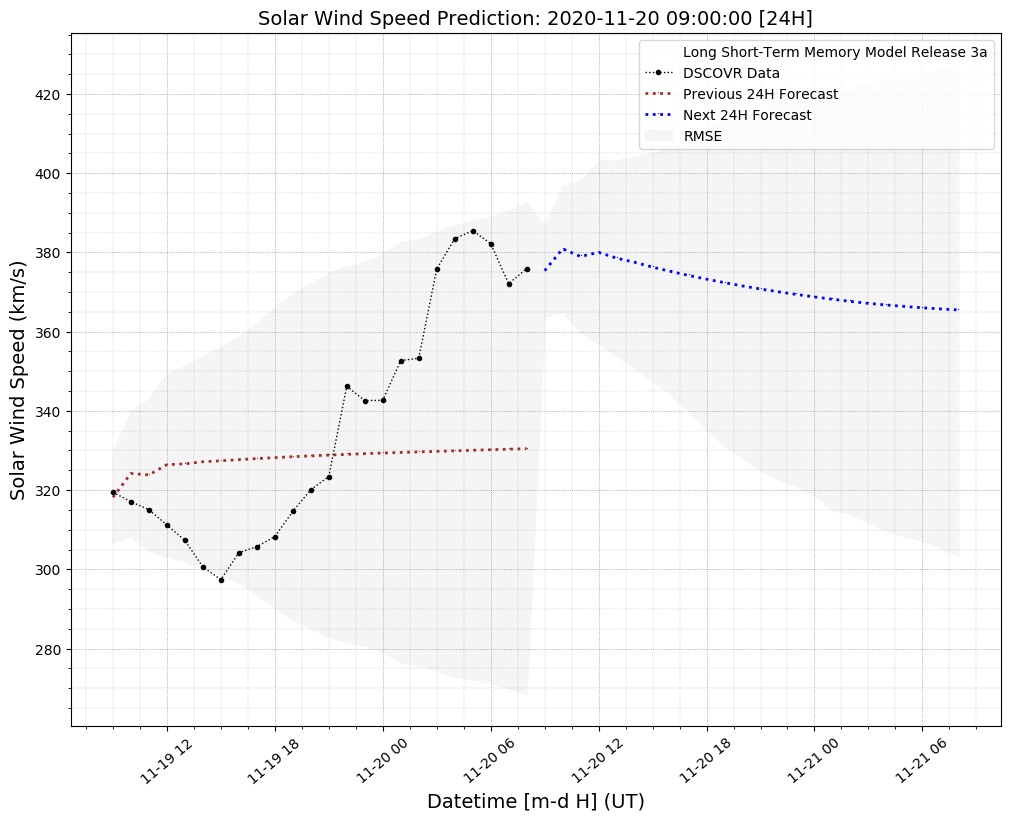 Solar Wind Speed Prediction: 2020-11-20 09:00:00 [24H]
Long Short-Term Memory Model Release 3a
DSCOVR Data
Previous 24H Forecast
Next 24H Forecast
RMSE
Solar Wind Speed (km/s)
420
400
380
360
340
320
300
280
11-19 12
11-19 18
11-20 00
11-20 06
11-20 12
11-20 18
11-21 00
11-21 06
Datetime [m-d H] (UT)